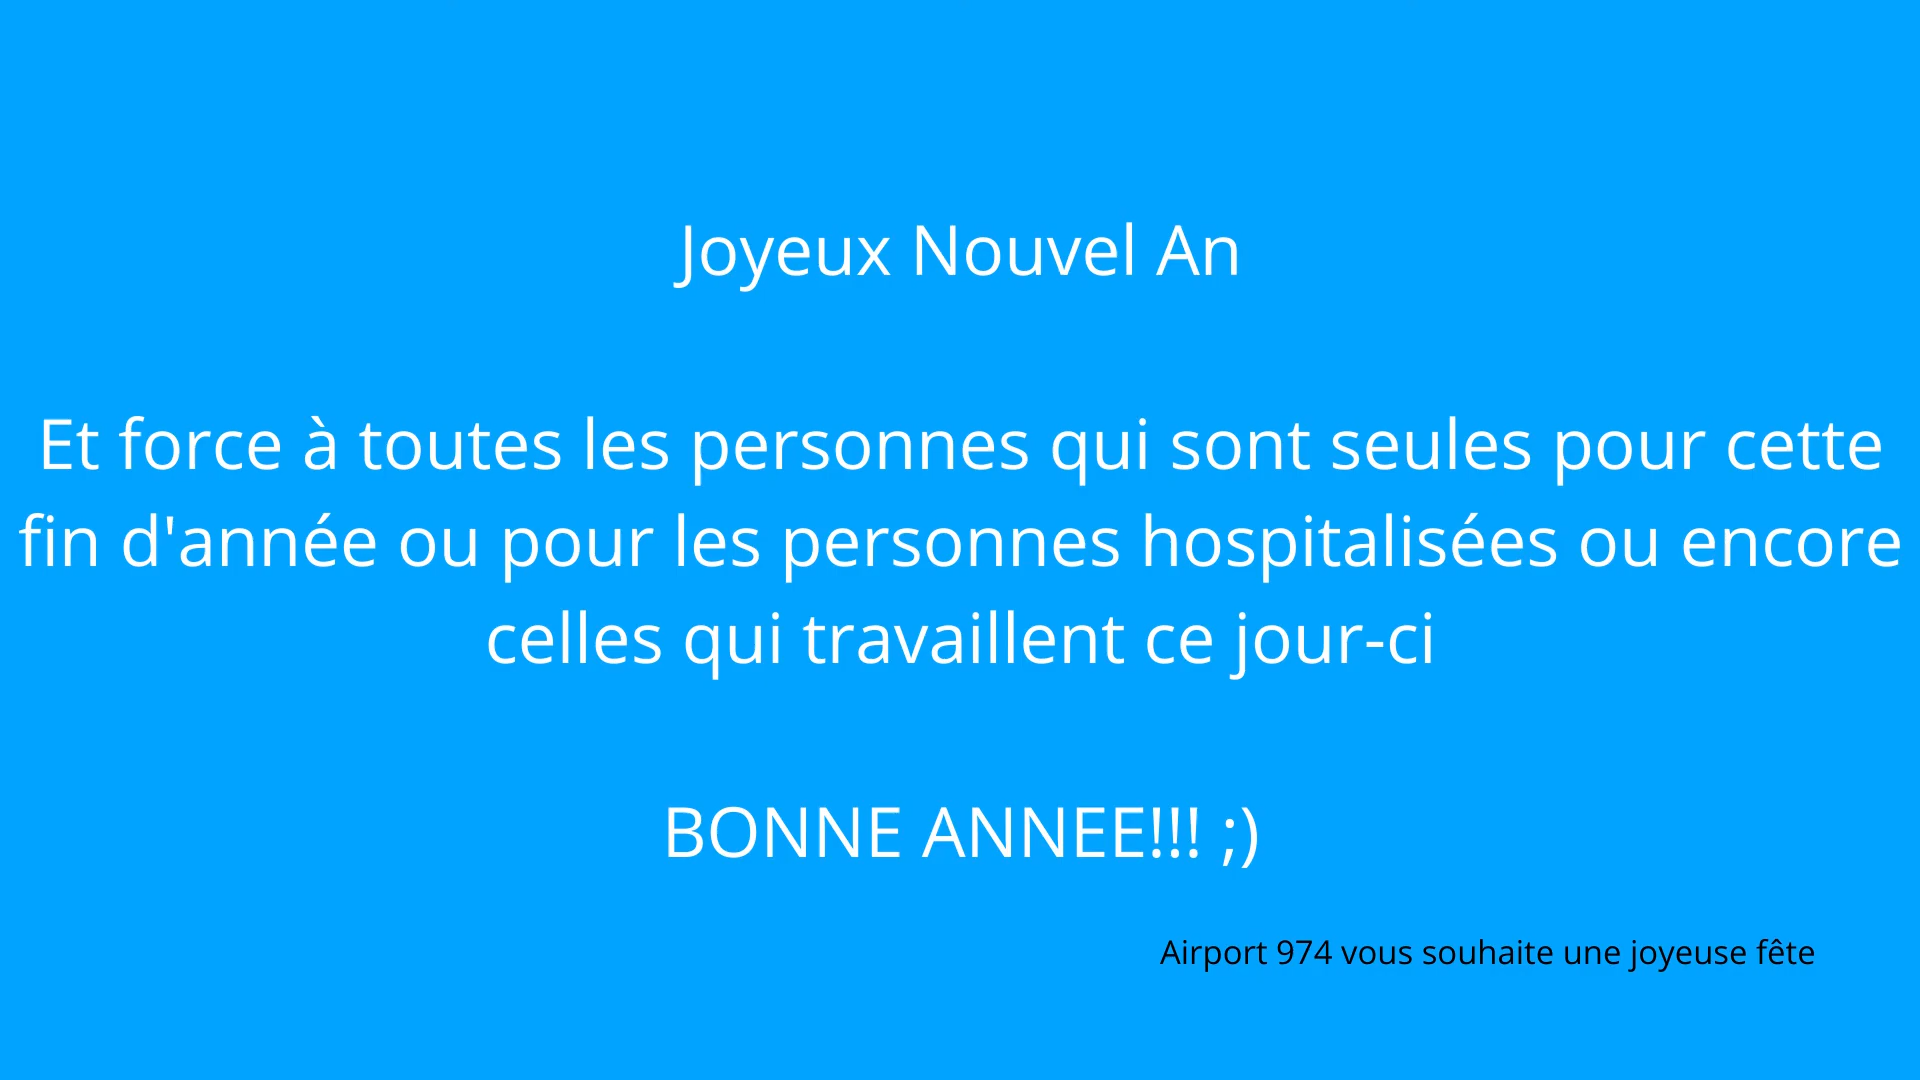 Joyeux Nouvel An
Et force à toutes les personnes qui sont seules pour cette
fin d'année ou pour les personnes hospitalisées ou encore
celles qui travaillent ce jour-ci
BONNE ANNEE!!! ;)
Airport 974 vous souhaite une joyeuse fête